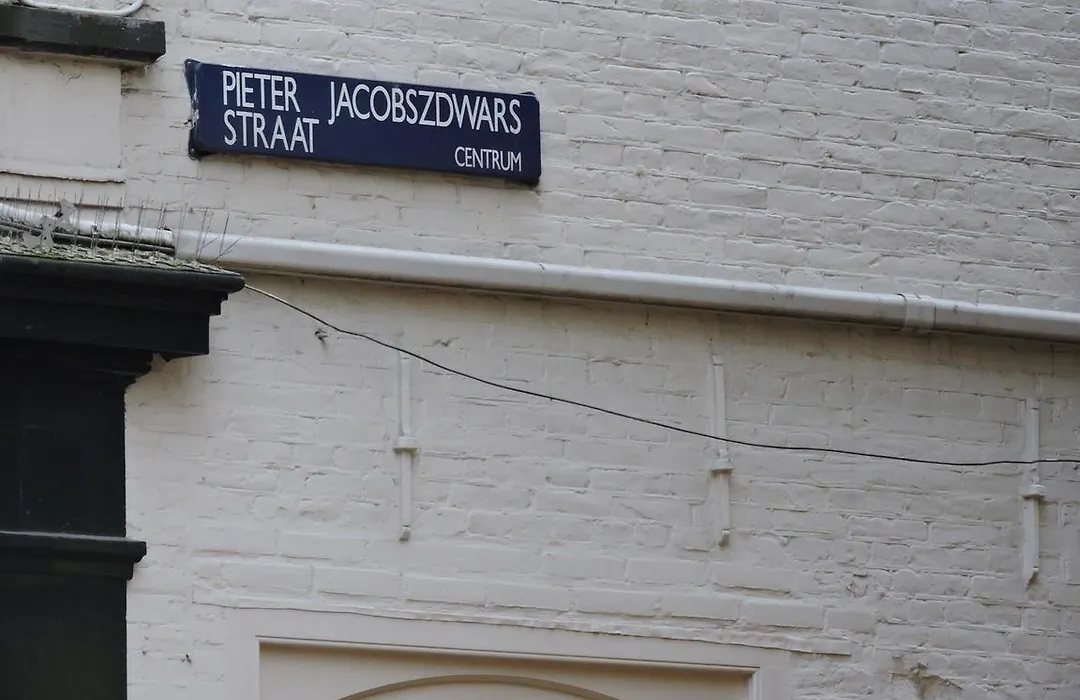 PIETER JACOBSZDWARS
STRAAT
CENTRUM